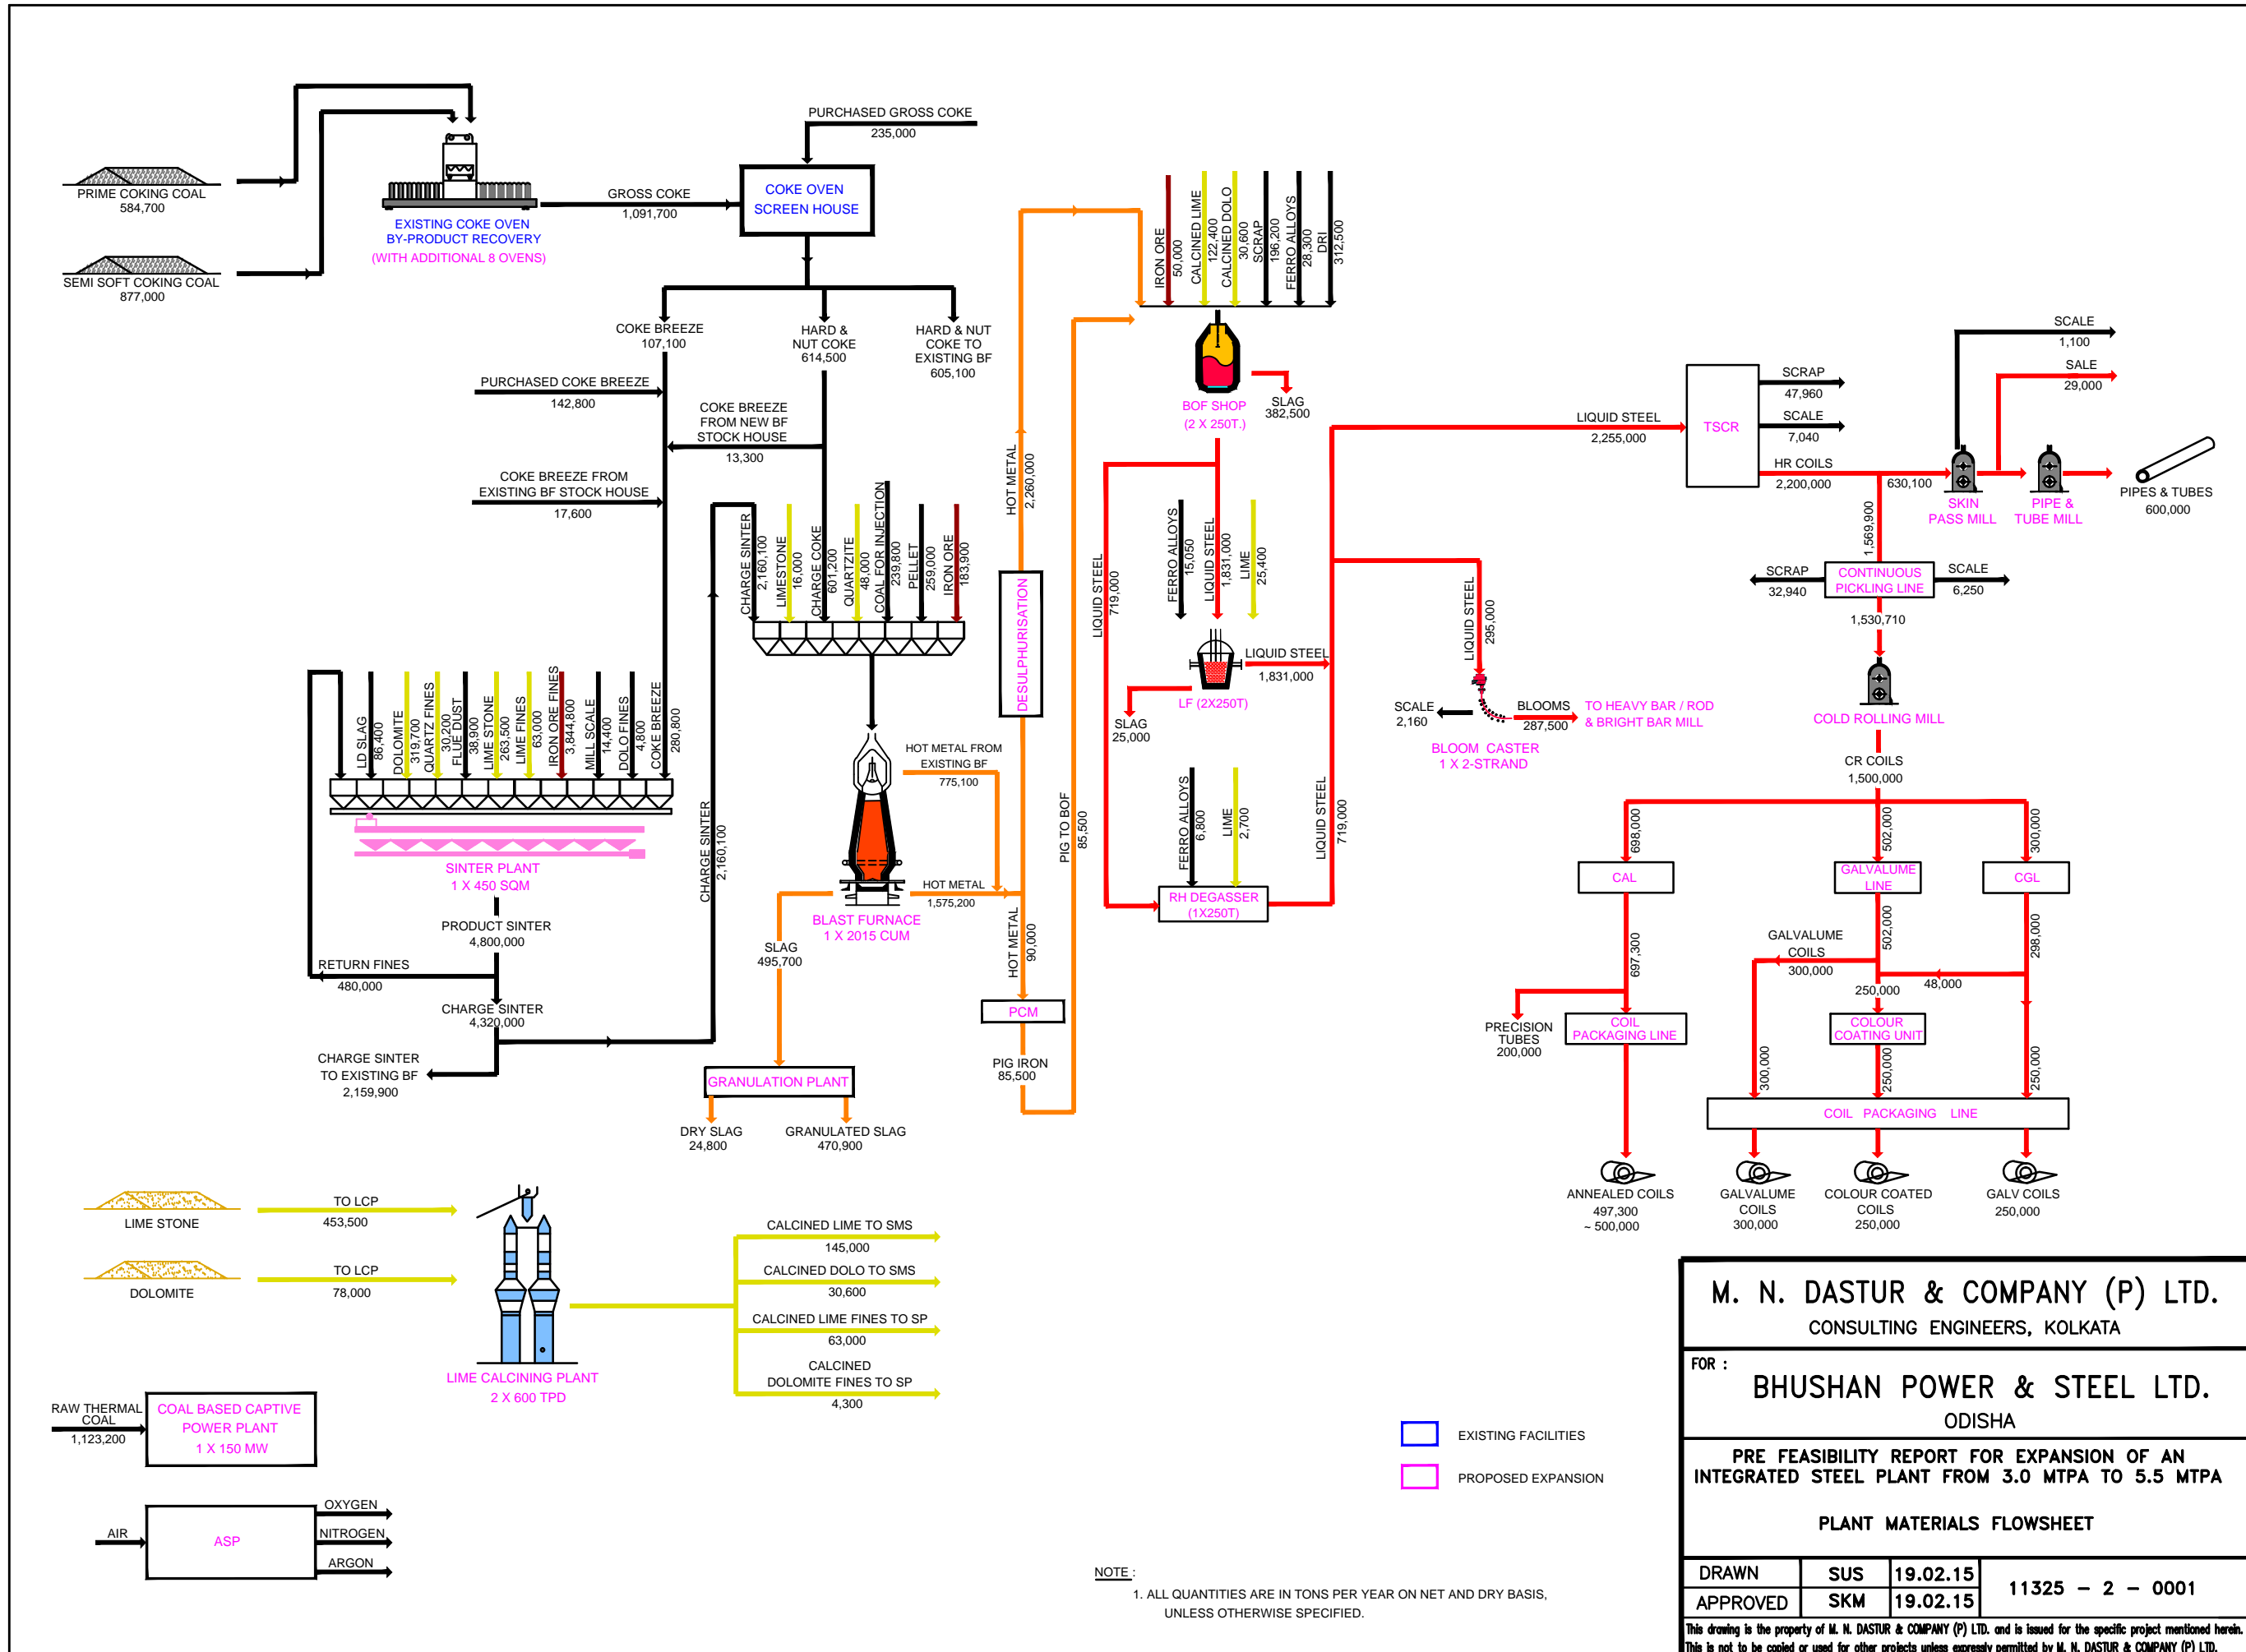 PRIME COKING COAL
584,700
SEMI SOFT COKING COAL
877,000
EXISTING COKE OVEN
BY-PRODUCT RECOVERY
(WITH ADDITIONAL 8 OVENS)
GROSS COKE
1,091,700
PURCHASED GROSS COKE
235,000
COKE OVEN
SCREEN HOUSE
COKE BREEZE
107,100
HARD &
NUT COKE
614,500
HARD & NUT
COKE TO
EXISTING BF
605,100
PURCHASED COKE BREEZE
142,800
COKE BREEZE
FROM NEW BF
STOCK HOUSE
13,300
COKE BREEZE FROM
EXISTING BF STOCK HOUSE
17,600
LD SLAG
86,400
DOLOMITE
319,700
QUARTZ FINES
30,200
FLUE DUST
38,900
LIME STONE
263,500
LIME FINES
63,000
IRON ORE FINES
3,844,800
MILL SCALE
14,400
DOLO FINES
4,800
COKE BREEZE
280,800
SINTER PLANT
1 X 450 SQM
PRODUCT SINTER
4,800,000
RETURN FINES
480,000
CHARGE SINTER
4,320,000
CHARGE SINTER
TO EXISTING BF
2,159,900
CHARGE SINTER
2,160,100
CHARGE SINTER
2,160,100
LIMESTONE
16,000
CHARGE COKE
601,200
QUARTZITE
48,000
COAL FOR INJECTION
239,800
PELLET
259,000
IRON ORE
183,900
HOT METAL FROM
EXISTING BF
775,100
HOT METAL
1,575,200
BLAST FURNACE
1 X 2015 CUM
SLAG
495,700
GRANULATION PLANT
DRY SLAG
24,800
GRANULATED SLAG
470,900
HOT METAL
2,260,000
DESULPHURISATION
HOT METAL
90,000
PCM
PIG IRON
85,500
PIG TO BOF
85,500
IRON ORE
50,000
CALCINED LIME
122,400
CALCINED DOLO
30,600
SCRAP
196,200
FERRO ALLOYS
28,300
DRI
312,500
BOF SHOP
(2 X 250T.)
SLAG
382,500
LIQUID STEEL
719,000
FERRO ALLOYS
15,050
LIQUID STEEL
1,831,000
LIME
25,400
LIQUID STEEL
1,831,000
LF (2X250T)
SLAG
25,000
FERRO ALLOYS
6,800
LIME
2,700
RH DEGASSER
(1X250T)
LIQUID STEEL
719,000
LIQUID STEEL
2,255,000
LIQUID STEEL
295,000
SCALE
2,160
BLOOMS
287,500
TO HEAVY BAR / ROD
& BRIGHT BAR MILL
BLOOM CASTER
1 X 2-STRAND
TSCR
SCRAP
47,960
SCALE
7,040
HR COILS
2,200,000
630,100
SCALE
1,100
SALE
29,000
SKIN
PASS MILL
PIPE &
TUBE MILL
PIPES & TUBES
600,000
1,569,900
CONTINUOUS
PICKLING LINE
SCRAP
32,940
SCALE
6,250
1,530,710
COLD ROLLING MILL
CR COILS
1,500,000
698,000
502,000
300,000
CAL
GALVALUME
LINE
CGL
697,300
502,000
298,000
GALVALUME
COILS
300,000
250,000
48,000
PRECISION
TUBES
200,000
COIL
PACKAGING LINE
COLOUR
COATING UNIT
300,000
250,000
250,000
COIL PACKAGING LINE
ANNEALED COILS
497,300
~ 500,000
GALVALUME
COILS
300,000
COLOUR COATED
COILS
250,000
GALV COILS
250,000
LIME STONE
TO LCP
453,500
DOLOMITE
TO LCP
78,000
LIME CALCINING PLANT
2 X 600 TPD
CALCINED LIME TO SMS
145,000
CALCINED DOLO TO SMS
30,600
CALCINED LIME FINES TO SP
63,000
CALCINED
DOLOMITE FINES TO SP
4,300
RAW THERMAL
COAL
1,123,200
COAL BASED CAPTIVE
POWER PLANT
1 X 150 MW
AIR
ASP
OXYGEN
NITROGEN
ARGON
EXISTING FACILITIES
PROPOSED EXPANSION
NOTE :
1. ALL QUANTITIES ARE IN TONS PER YEAR ON NET AND DRY BASIS,
UNLESS OTHERWISE SPECIFIED.
M. N. DASTUR & COMPANY (P) LTD.
CONSULTING ENGINEERS, KOLKATA
FOR :
BHUSHAN POWER & STEEL LTD.
ODISHA
PRE FEASIBILITY REPORT FOR EXPANSION OF AN
INTEGRATED STEEL PLANT FROM 3.0 MTPA TO 5.5 MTPA
PLANT MATERIALS FLOWSHEET
DRAWN SUS 19.02.15
APPROVED SKM 19.02.15
11325 - 2 - 0001
This drawing is the property of M. N. DASTUR & COMPANY (P) LTD. and is issued for the specific project mentioned herein.
This is not to be copied or used for other projects unless expressly permitted by M. N. DASTUR & COMPANY (P) LTD.